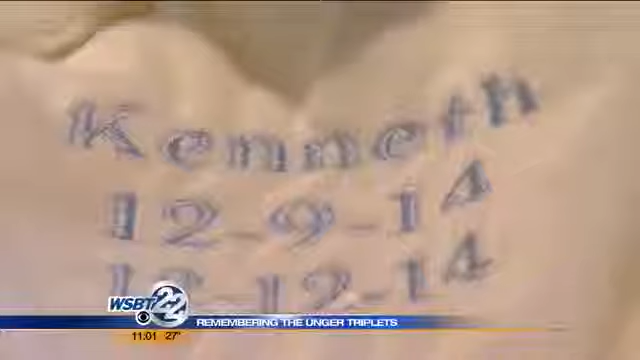 Kenneth
12-9-14
12-12-14
WSBT 22
REMEMBERING THE UNGER TRIPLETS
11:01 27°